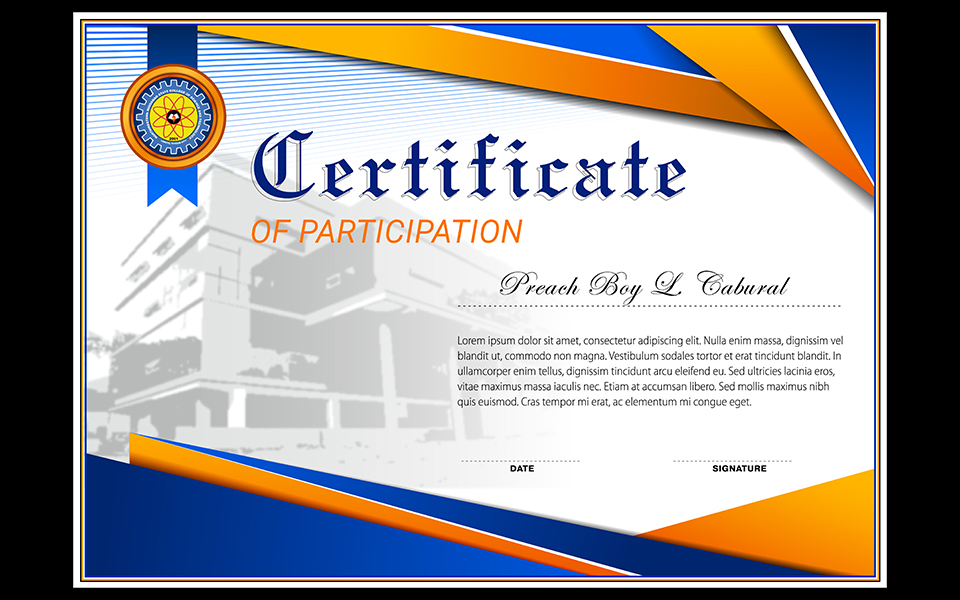 Certificate
OF PARTICIPATION
Preach Boy L. Cabural
Lorem ipsum dolor sit amet, consectetur adipiscing elit. Nulla enim massa, dignissim vel
blandit ut, commodo non magna. Vestibulum sodales tortor et erat tincidunt blandit. In
ullamcorper enim tellus, dignissim tincidunt arcu eleifend eu. Sed ultricies lacinia eros,
vitae maximus massa iaculis nec. Etiam at accumsan libero. Sed mollis maximus nibh
quis euismod. Cras tempor mi erat, ac elementum mi congue eget.
DATE
SIGNATURE